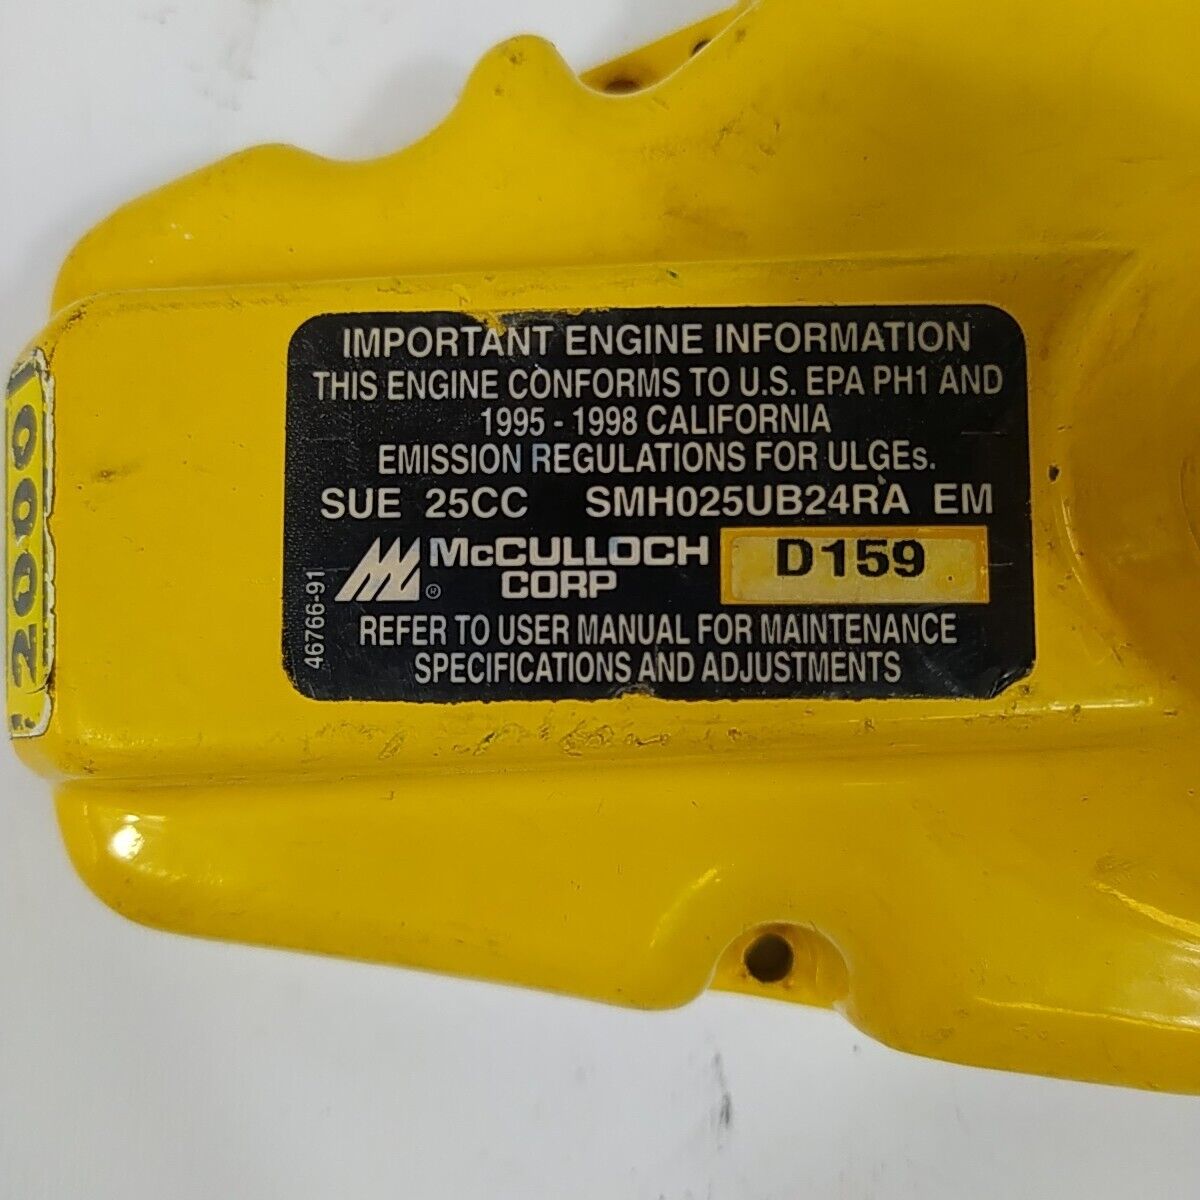 IMPORTANT ENGINE INFORMATION
THIS ENGINE CONFORMS TO U.S. EPA PH1 AND
1995 - 1998 CALIFORNIA
EMISSION REGULATIONS FOR ULGEs.
SUE 25CC SMH025UB24RA EM
McCULLOCH
CORP
®
D159
46766-91
REFER TO USER MANUAL FOR MAINTENANCE
SPECIFICATIONS AND ADJUSTMENTS
2000